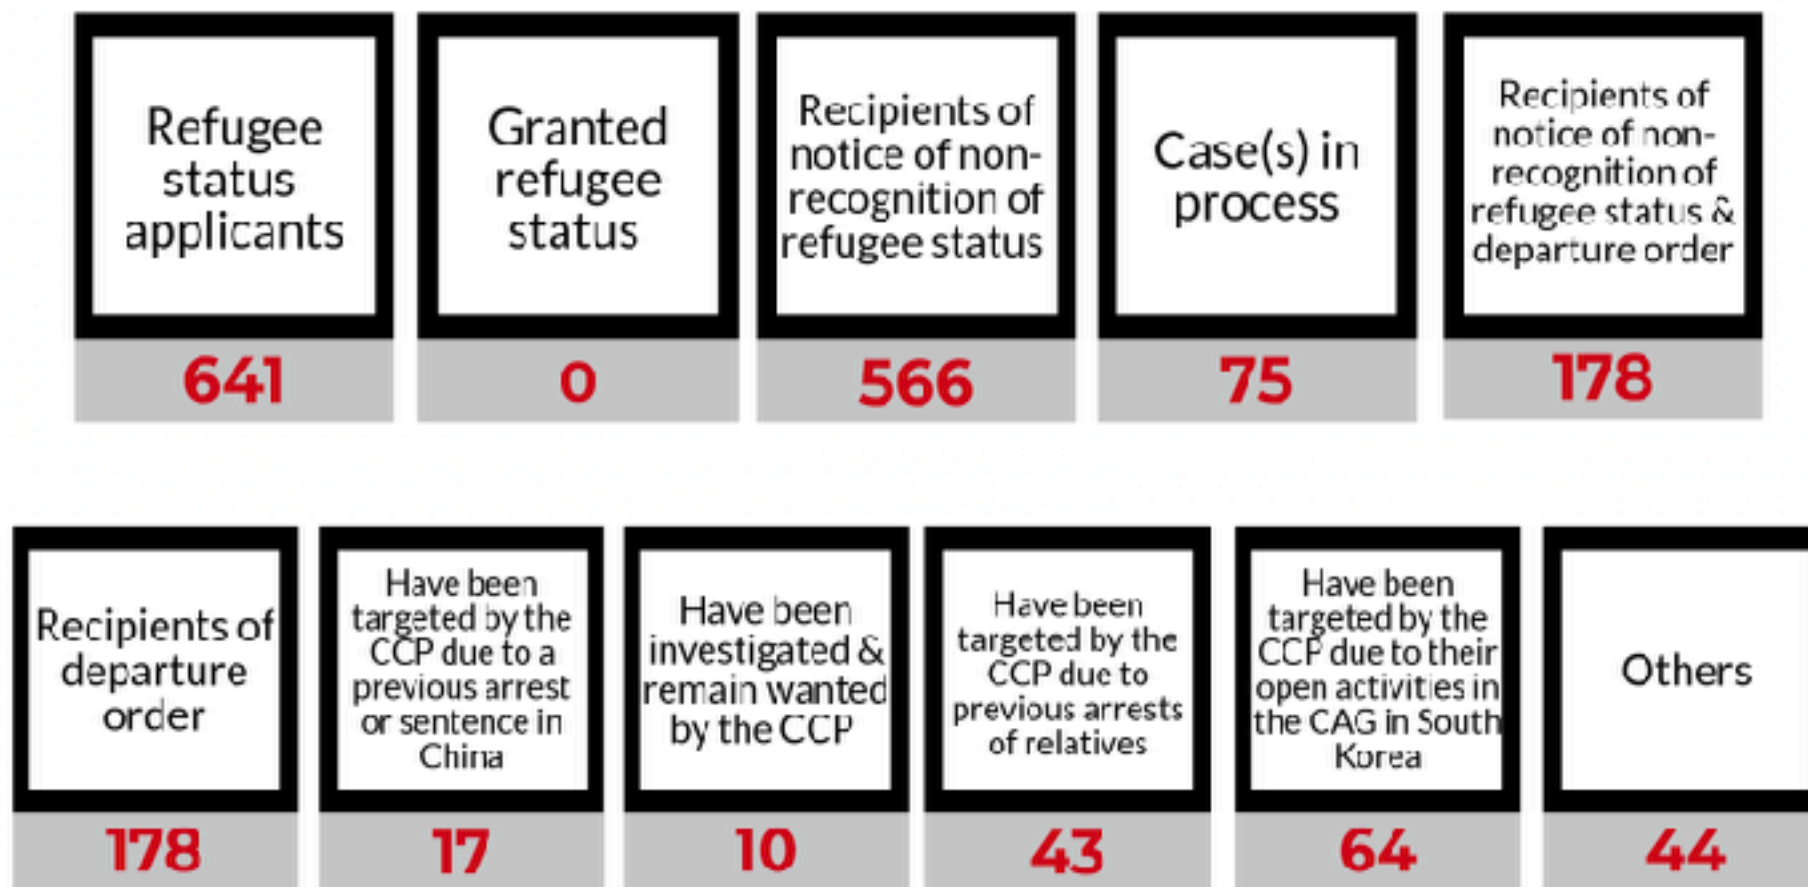 Refugee
status
applicants
641
Granted
refugee
status
0
Recipients of
notice of non-
recognition of
refugee status
566
Case(s) in
process
75
Recipients of
notice of non-
recognition of
refugee status &
departure order
178
Recipients of
departure
order
178
Have been
targeted by the
CCP due to a
previous arrest
or sentence in
China
17
Have been
investigated &
remain wanted
by the CCP
10
Have been
targeted by the
CCP due to
previous arrests
of relatives
43
Have been
targeted by the
CCP due to their
open activities in
the CAG in South
Korea
64
Others
44